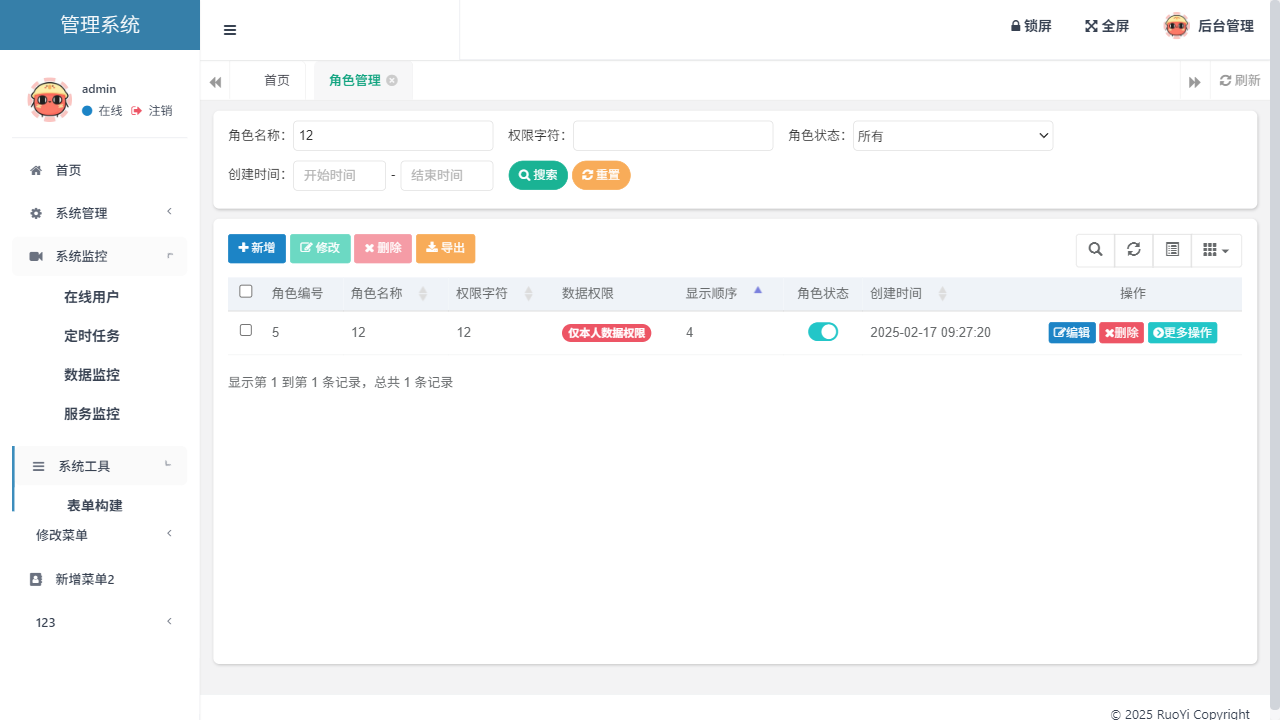 管理系统
锁屏 全屏 后台管理
admin
在线 注销
首页 角色管理 刷新
首页
系统管理
系统监控
在线用户
定时任务
数据监控
服务监控
系统工具
表单构建
修改菜单
新增菜单2
123
角色名称： 12 权限字符： 角色状态： 所有
创建时间： 开始时间 - 结束时间 搜索 重置
新增 修改 删除 导出
角色编号 角色名称 权限字符 数据权限 显示顺序 角色状态 创建时间 操作
5 12 12 仅本人数据权限 4 2025-02-17 09:27:20 编辑 删除 更多操作
显示第 1 到第 1 条记录，总共 1 条记录
© 2025 RuoYi Copyright